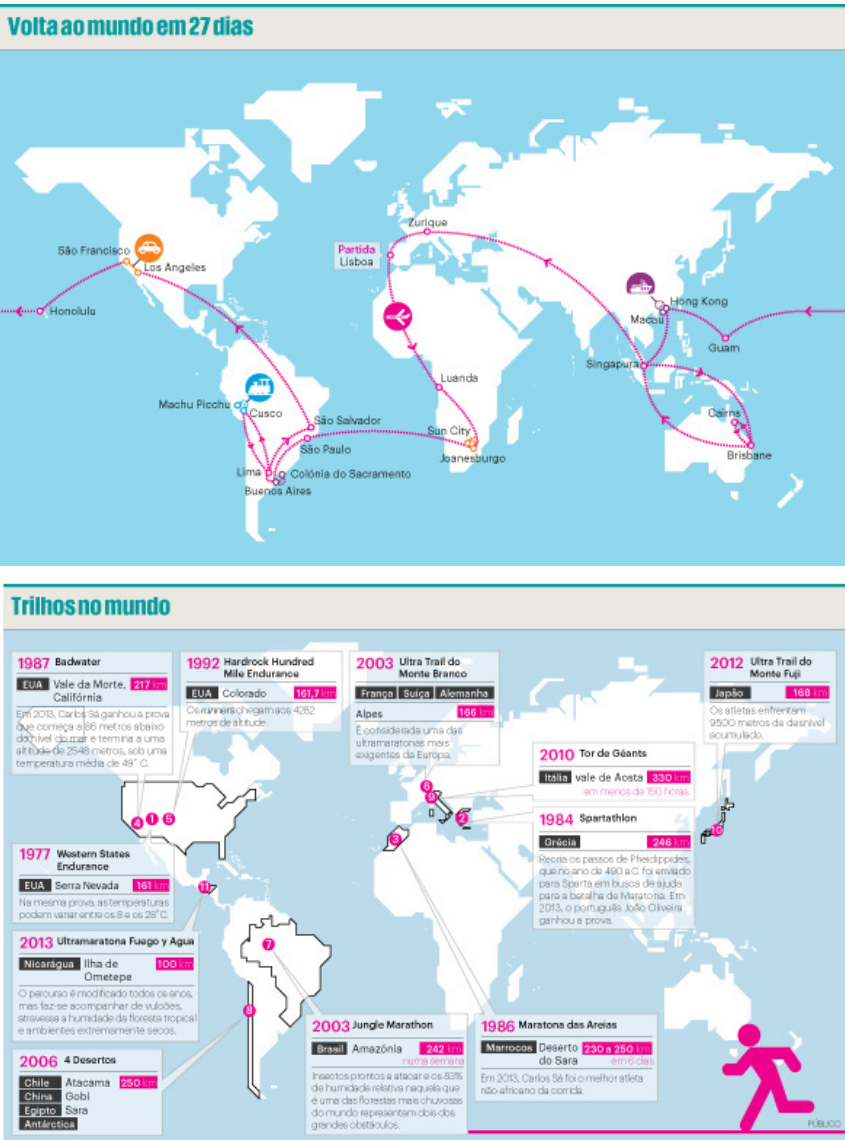 Volta ao mundo em 27 dias
Zurique
Partida
Lisboa
São Francisco
Los Angeles
Honolulu
Hong Kong
Macau
Guam
Singapura
Luanda
Machu Picchu
Cusco
São Salvador
São Paulo
Sun City
Joanesburgo
Cairns
Brisbane
Lima
Colónia do Sacramento
Buenos Aires
Trilhos no mundo
1987 Badwater
EUA Vale da Morte, 217 km
Califórnia
Em 2013, Carlos Sá ganhou a prova
que começa a 86 metros abaixo
do nível do mar e termina a uma
altitude de 2548 metros, sob uma
temperatura média de 49° C.
1992 Hardrock Hundred
Mile Endurance
EUA Colorado 161,7 km
Os runners chegam aos 4282
metros de altitude.
2003 Ultra Trail do
Monte Branco
França Suíça Alemanha
Alpes 166 km
É considerada uma das
ultramaratonas mais
exigentes da Europa.
2012 Ultra Trail do
Monte Fuji
Japão 168 km
Os atletas enfrentam
9500 metros de desnível
acumulado.
2010 Tor de Géants
Itália vale de Aosta 330 km
em menos de 150 horas.
1984 Spartathlon
Grécia 246 km
Recria os passos de Pheidippides,
que no ano de 490 a.C. foi enviado
para Sparta em busca de ajuda
para a batalha de Maratona. Em
2013, o português João Oliveira
ganhou a prova.
6
9
4
1
5
2
3
10
1977 Western States
Endurance
EUA Serra Nevada 161 km
Na mesma prova, as temperaturas
podem variar entre os 8 e os 28° C.
11
2013 Ultramaratona Fuego y Agua
Nicarágua Ilha de 100 km
Ometepe
O percurso é modificado todos os anos,
mas faz-se acompanhar de vulcões,
atravessa a humidade da floresta tropical
e ambientes extremamente secos.
7
8
2006 4 Desertos
Chile Atacama 250 km
China Gobi
Egipto Sara
Antárctica
2003 Jungle Marathon
Brasil Amazónia 242 km
numa semana
Insectos prontos a atacar e os 83%
de humidade relativa naquela que
é uma das florestas mais chuvosas
do mundo representam dois dos
grandes obstáculos.
1986 Maratona das Areias
Marrocos Deserto 230 a 250 km
do Sara em 6 dias
Em 2013, Carlos Sá foi o melhor atleta
não-africano da corrida.
PÚBLICO